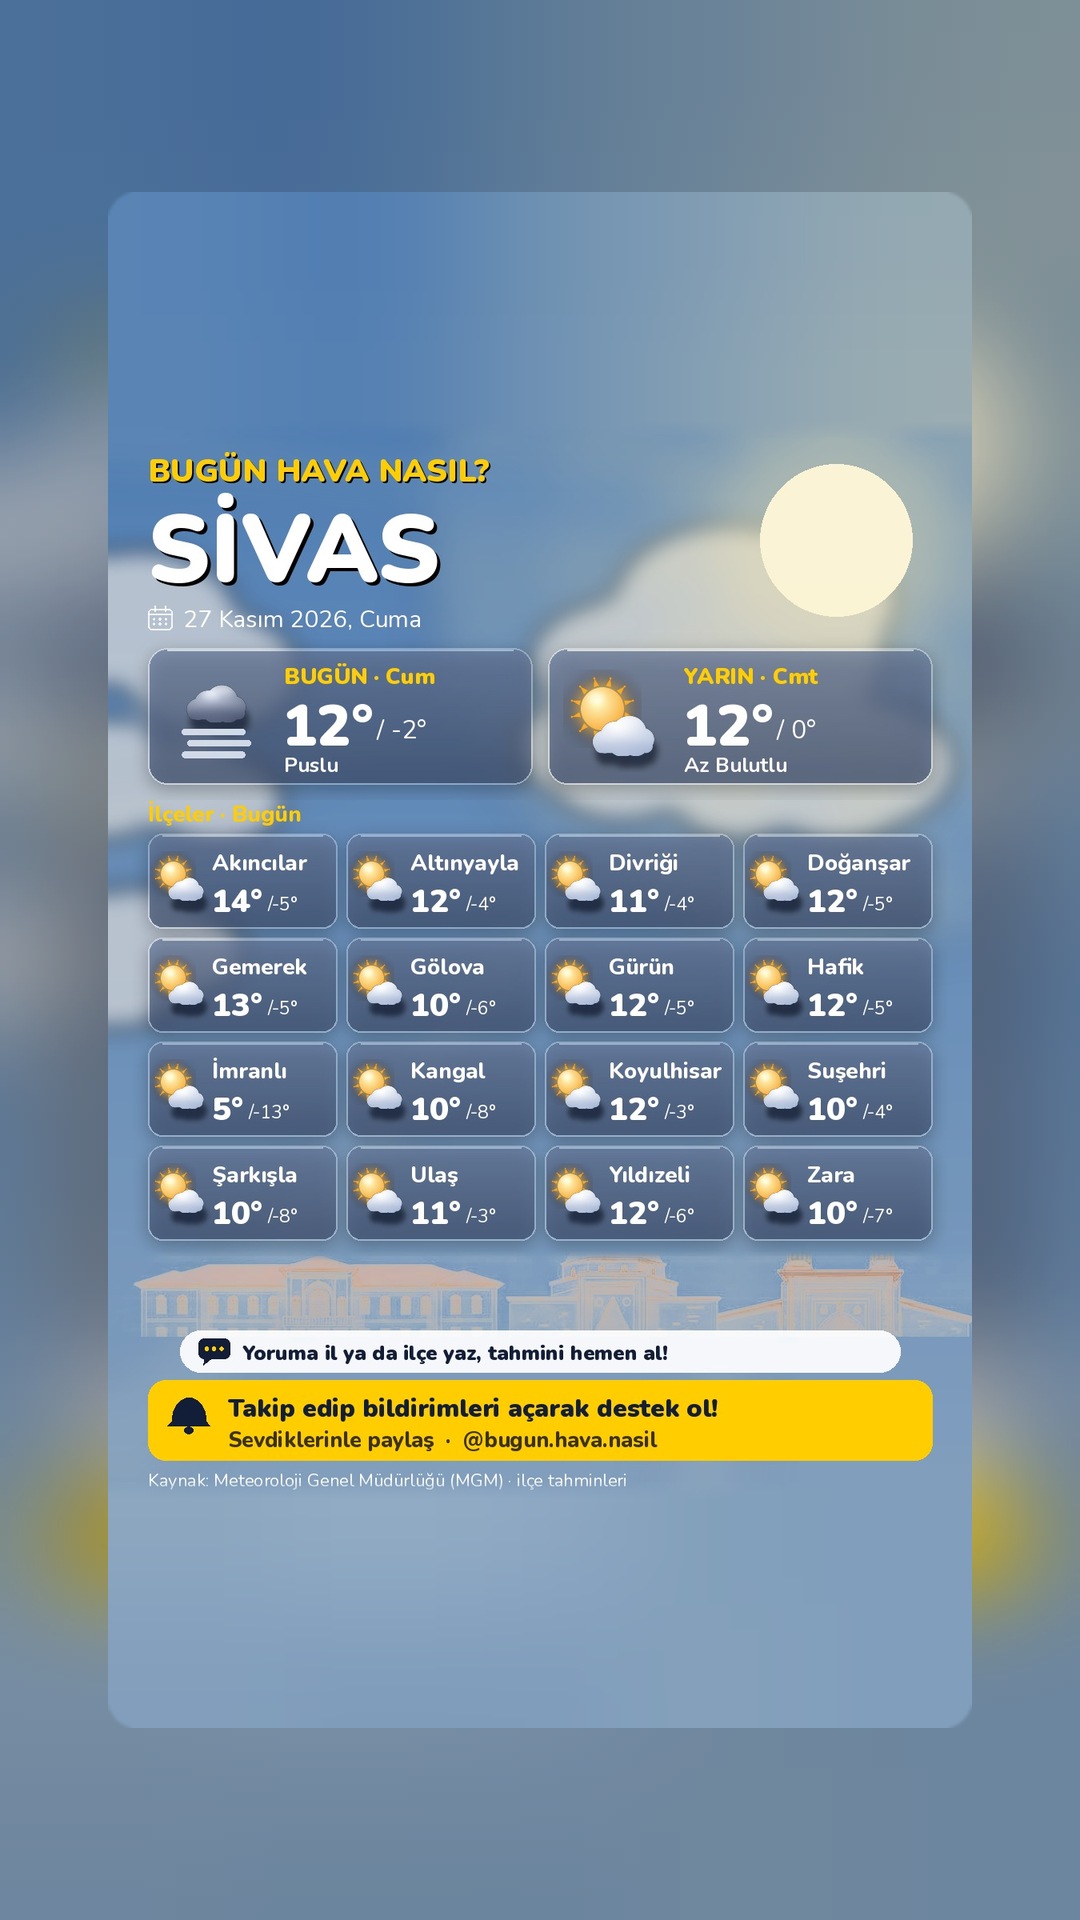 BUGÜN HAVA NASIL?
SİVAS
27 Kasım 2026, Cuma
BUGÜN · Cum
12° / -2°
Puslu
YARIN · Cmt
12° / 0°
Az Bulutlu
İlçeler · Bugün
Akıncılar
14° /-5°
Altınyayla
12° /-4°
Divriği
11° /-4°
Doğanşar
12° /-5°
Gemerek
13° /-5°
Gölova
10° /-6°
Gürün
12° /-5°
Hafik
12° /-5°
İmranlı
5° /-13°
Kangal
10° /-8°
Koyulhisar
12° /-3°
Suşehri
10° /-4°
Şarkışla
10° /-8°
Ulaş
11° /-3°
Yıldızeli
12° /-6°
Zara
10° /-7°
Yoruma il ya da ilçe yaz, tahmini hemen al!
Takip edip bildirimleri açarak destek ol!
Sevdiklerinle paylaş · @bugun.hava.nasil
Kaynak: Meteoroloji Genel Müdürlüğü (MGM) · ilçe tahminleri